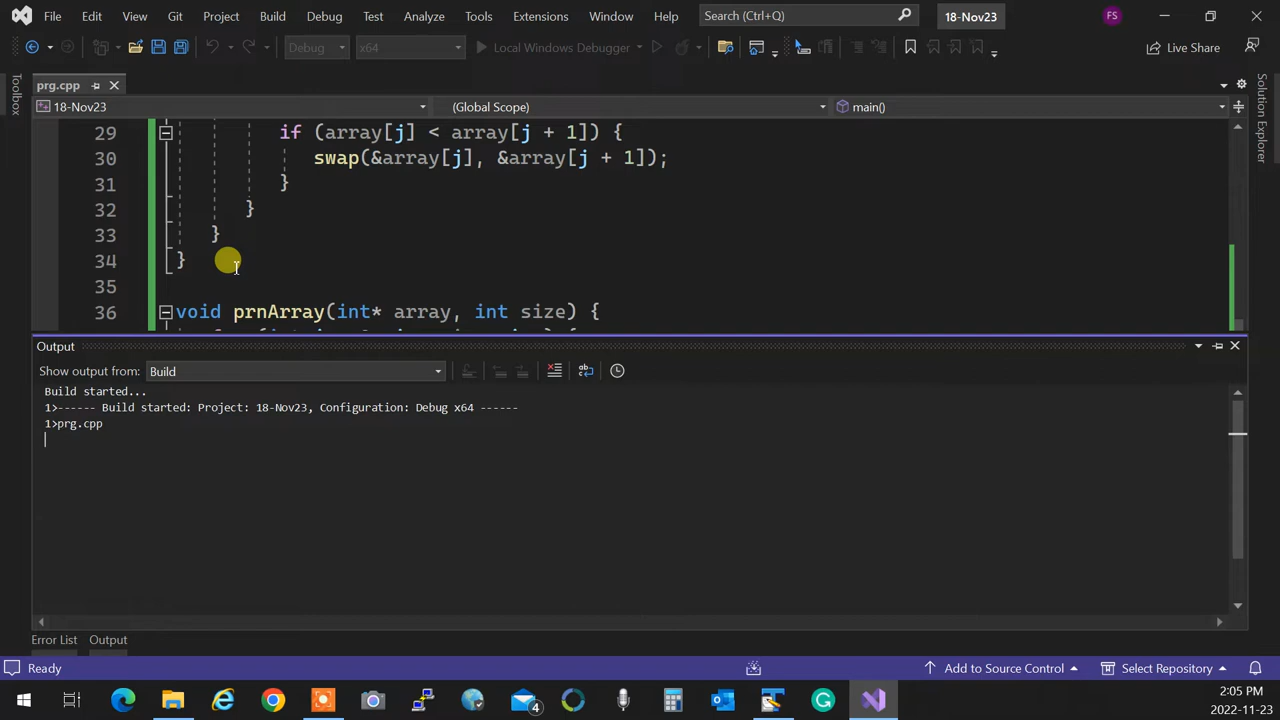 File Edit View Git Project Build Debug Test Analyze Tools Extensions Window Help Search (Ctrl+Q) 18-Nov23 FS
Debug x64 Local Windows Debugger Live Share
prg.cpp
Toolbox
Solution Explorer
18-Nov23 (Global Scope) main()
29 if (array[j] < array[j + 1]) {
30 swap(&array[j], &array[j + 1]);
31 }
32 }
33 }
34 }
35
36 void prnArray(int* array, int size) {
Output
Show output from: Build
Build started...
1>------ Build started: Project: 18-Nov23, Configuration: Debug x64 ------
1>prg.cpp
Error List Output
Ready Add to Source Control Select Repository
4
2:05 PM
2022-11-23